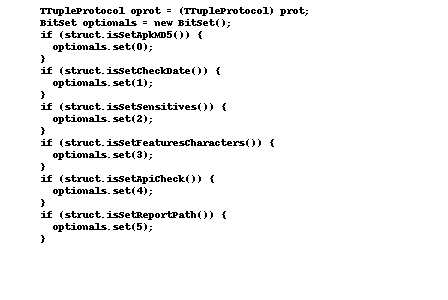 TTupleProtocol oprot = (TTupleProtocol) prot;
BitSet optionals = new BitSet();
if (struct.isSetApkMD5()) {
  optionals.set(0);
}
if (struct.isSetCheckDate()) {
  optionals.set(1);
}
if (struct.isSetSensitives()) {
  optionals.set(2);
}
if (struct.isSetFeaturesCharacters()) {
  optionals.set(3);
}
if (struct.isSetApiCheck()) {
  optionals.set(4);
}
if (struct.isSetReportPath()) {
  optionals.set(5);
}